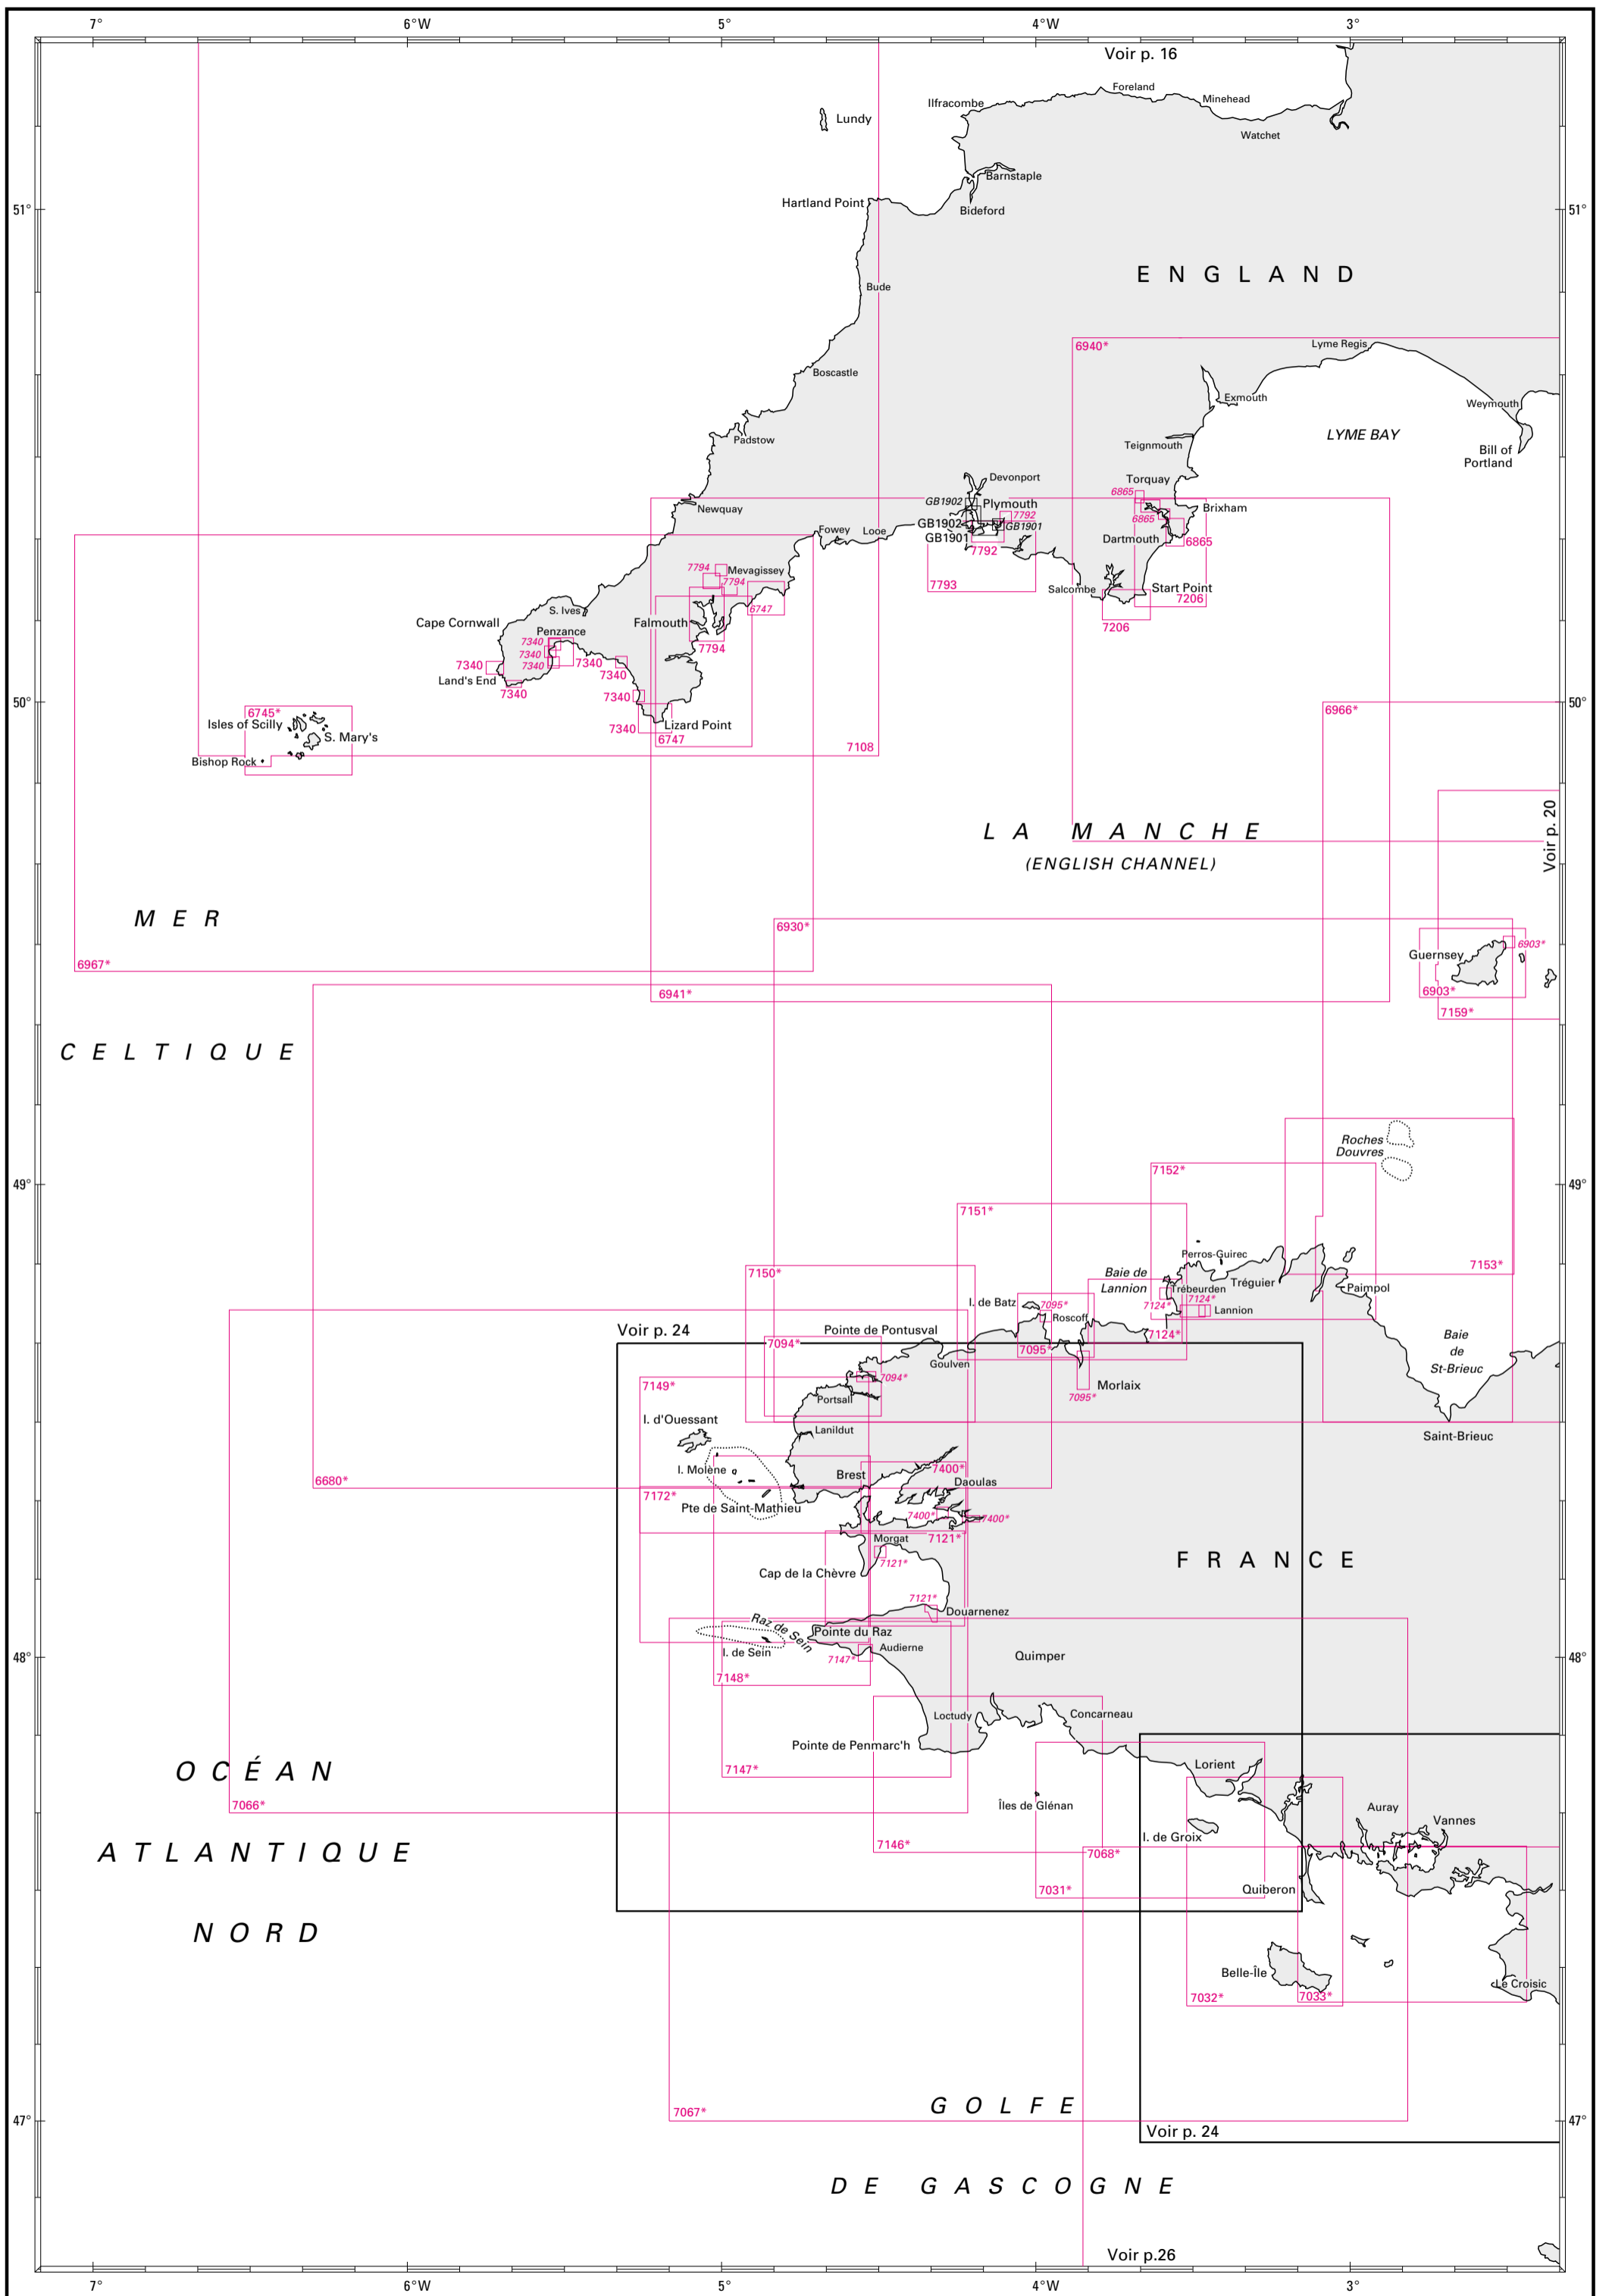 7°
6°W
5°
4°W
3°
Voir p. 16
Foreland
Ilfracombe
Minehead
Lundy
Watchet
Barnstaple
Hartland Point
Bideford
51°
51°
ENGLAND
Bude
6940*
Lyme Regis
Boscastle
Exmouth
Weymouth
LYME BAY
Padstow
Teignmouth
Bill of
Portland
Devonport
Torquay
6865
GB1902
Plymouth
Newquay
7792
Brixham
6865
GB1902
GB1901
Fowey
Looe
GB1901
Dartmouth
6865
7792
7794
Mevagissey
7794
7793
Salcombe
Start Point
7206
6747
S. Ives
Cape Cornwall
Penzance
Falmouth
7206
7340
7794
7340
7340
7340
7340
7340
Land's End
7340
7340
50°
50°
6745*
6966*
Isles of Scilly
Lizard Point
7340
S. Mary's
6747
7108
Bishop Rock
LA MANCHE
Voir p. 20
(ENGLISH CHANNEL)
MER
6930*
6903*
Guernsey
6967*
6903*
6941*
7159*
CELTIQUE
Roches
Douvres
7152*
49°
49°
7151*
Perros-Guirec
7153*
7150*
Baie de
Lannion
Tréguier
Trébeurden
Paimpol
I. de Batz
7095*
7124*
7124*
Lannion
Roscoff
Voir p. 24
Pointe de Pontusval
7124*
Baie
de
St-Brieuc
7094*
7095*
Goulven
7094*
7149*
Morlaix
7095*
Portsall
I. d'Ouessant
Lanildut
Saint-Brieuc
I. Molène
Brest
7400*
6680*
Daoulas
7172*
Pte de Saint-Mathieu
7400*
7400*
Morgat
7121*
FRANCE
7121*
Cap de la Chèvre
7121*
Douarnenez
Raz de Sein
Pointe du Raz
Audierne
I. de Sein
7147*
Quimper
48°
48°
7148*
Loctudy
Concarneau
Pointe de Penmarc'h
OCÉAN
7147*
Lorient
7066*
Îles de Glénan
Auray
Vannes
I. de Groix
ATLANTIQUE
7146*
7068*
7031*
Quiberon
NORD
Belle-Île
Le Croisic
7032*
7033*
GOLFE
7067*
47°
47°
Voir p. 24
DE GASCOGNE
Voir p.26
7°
6°W
5°
4°W
3°